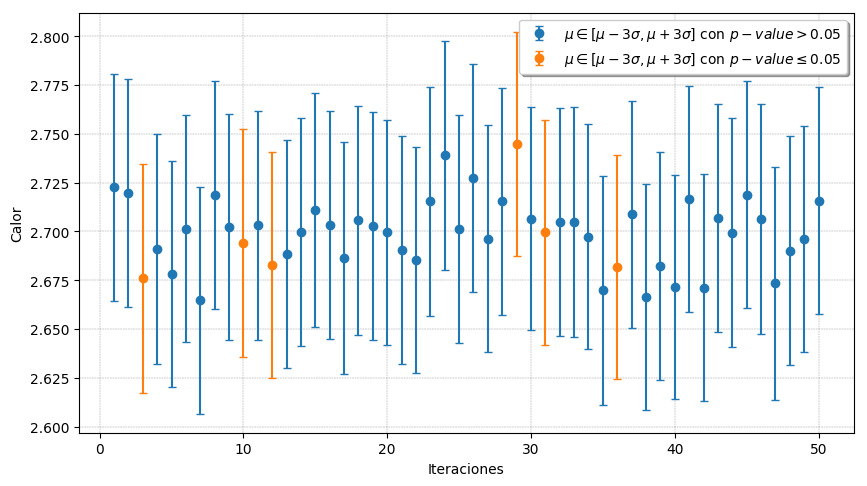 2.800
2.775
2.750
2.725
2.700
2.675
2.650
2.625
2.600
Calor
μ ∈ [μ − 3σ, μ + 3σ] con p − value > 0.05
μ ∈ [μ − 3σ, μ + 3σ] con p − value ≤ 0.05
0 10 20 30 40 50
Iteraciones